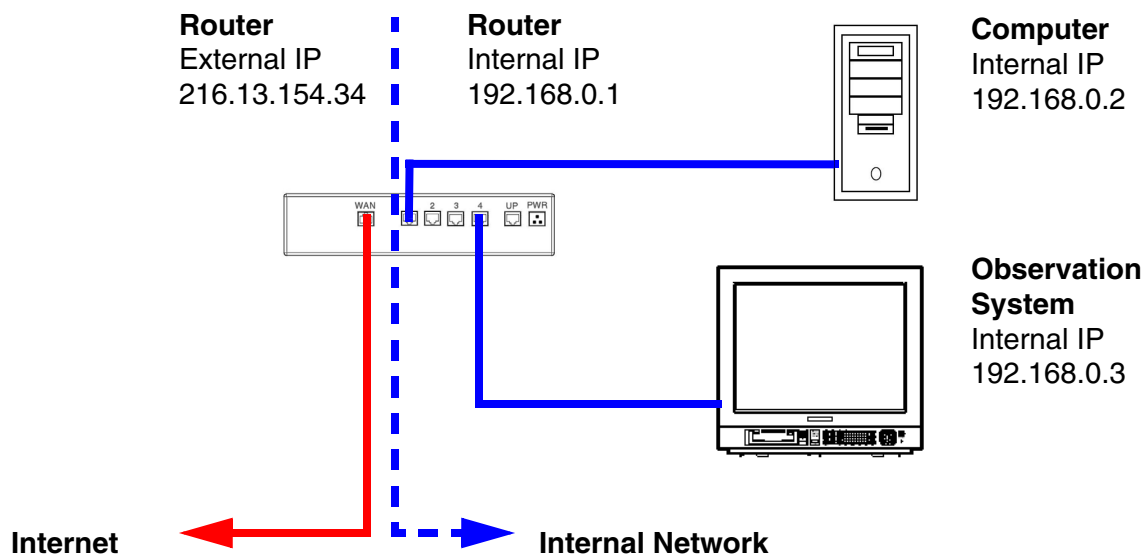 Router
External IP
216.13.154.34
Router
Internal IP
192.168.0.1
Computer
Internal IP
192.168.0.2
WAN
2
3
4
UP
PWR
Observation
System
Internal IP
192.168.0.3
Internet
Internal Network